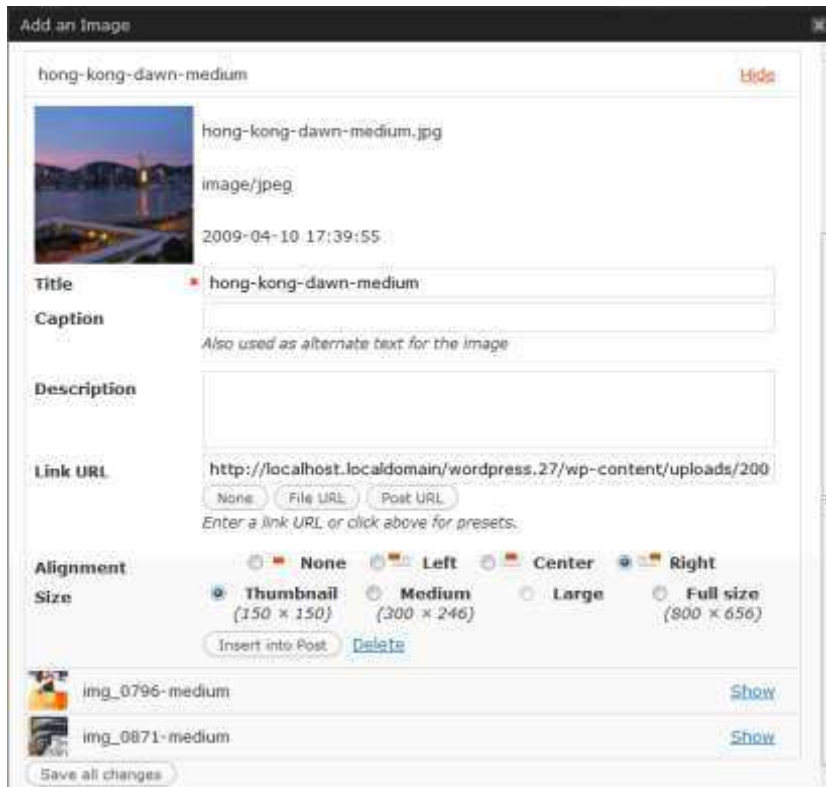 Add an Image
hong-kong-dawn-medium Hide
hong-kong-dawn-medium.jpg
image/jpeg
2009-04-10 17:39:55
Title * hong-kong-dawn-medium
Caption
Also used as alternate text for the image
Description
Link URL http://localhost.localdomain/wordpress.27/wp-content/uploads/200
None File URL Post URL
Enter a link URL or click above for presets.
Alignment None Left Center Right
Size Thumbnail Medium Large Full size
(150 × 150) (300 × 246) (800 × 656)
Insert into Post Delete
img_0796-medium Show
img_0871-medium Show
Save all changes